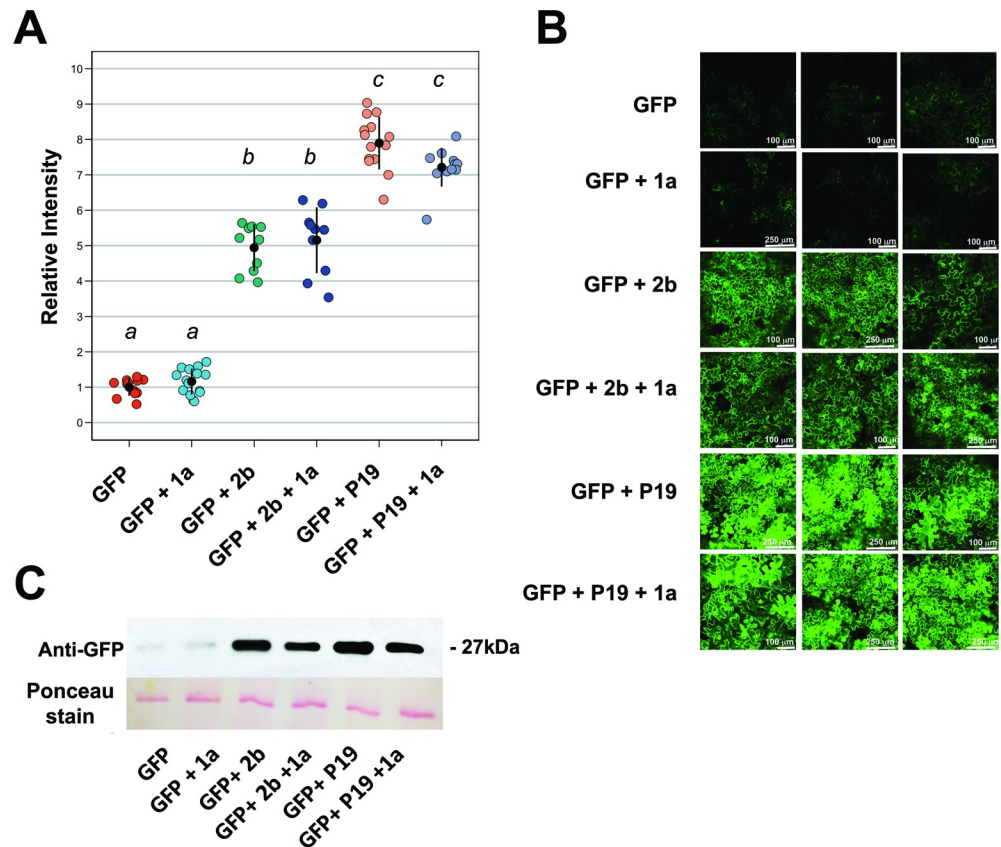 A
10
9
8
7
6
5
4
3
2
1
0
Relative Intensity
a
a
b
b
c
c
GFP
GFP + 1a
GFP + 2b
GFP + 2b + 1a
GFP + P19
GFP + P19 + 1a
B
GFP
100 µm
100 µm
100 µm
GFP + 1a
250 µm
100 µm
100 µm
GFP + 2b
100 µm
250 µm
100 µm
GFP + 2b + 1a
100 µm
100 µm
250 µm
GFP + P19
250 µm
250 µm
100 µm
GFP + P19 + 1a
100 µm
250 µm
250 µm
C
Anti-GFP
- 27kDa
Ponceau
stain
GFP
GFP + 1a
GFP+ 2b
GFP+ 2b +1a
GFP+ P19
GFP+ P19 +1a